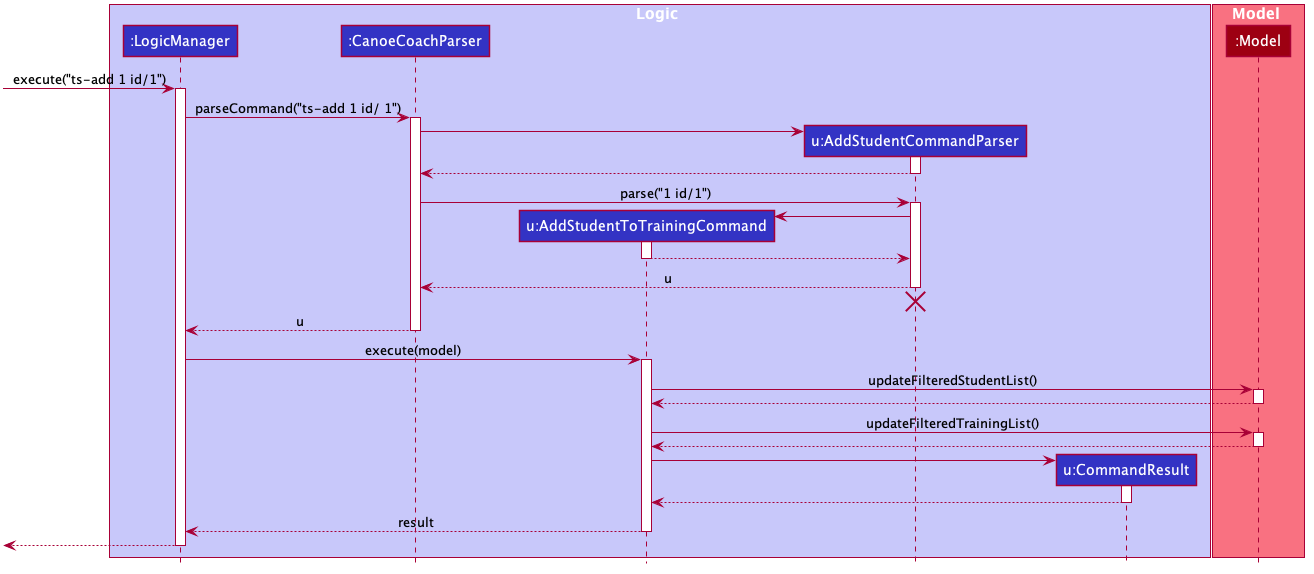 Logic
Model
:LogicManager
:CanoeCoachParser
:Model
execute("ts-add 1 id/1")
parseCommand("ts-add 1 id/ 1")
u:AddStudentCommandParser
parse("1 id/1")
u:AddStudentToTrainingCommand
u
u
execute(model)
updateFilteredStudentList()
updateFilteredTrainingList()
u:CommandResult
result